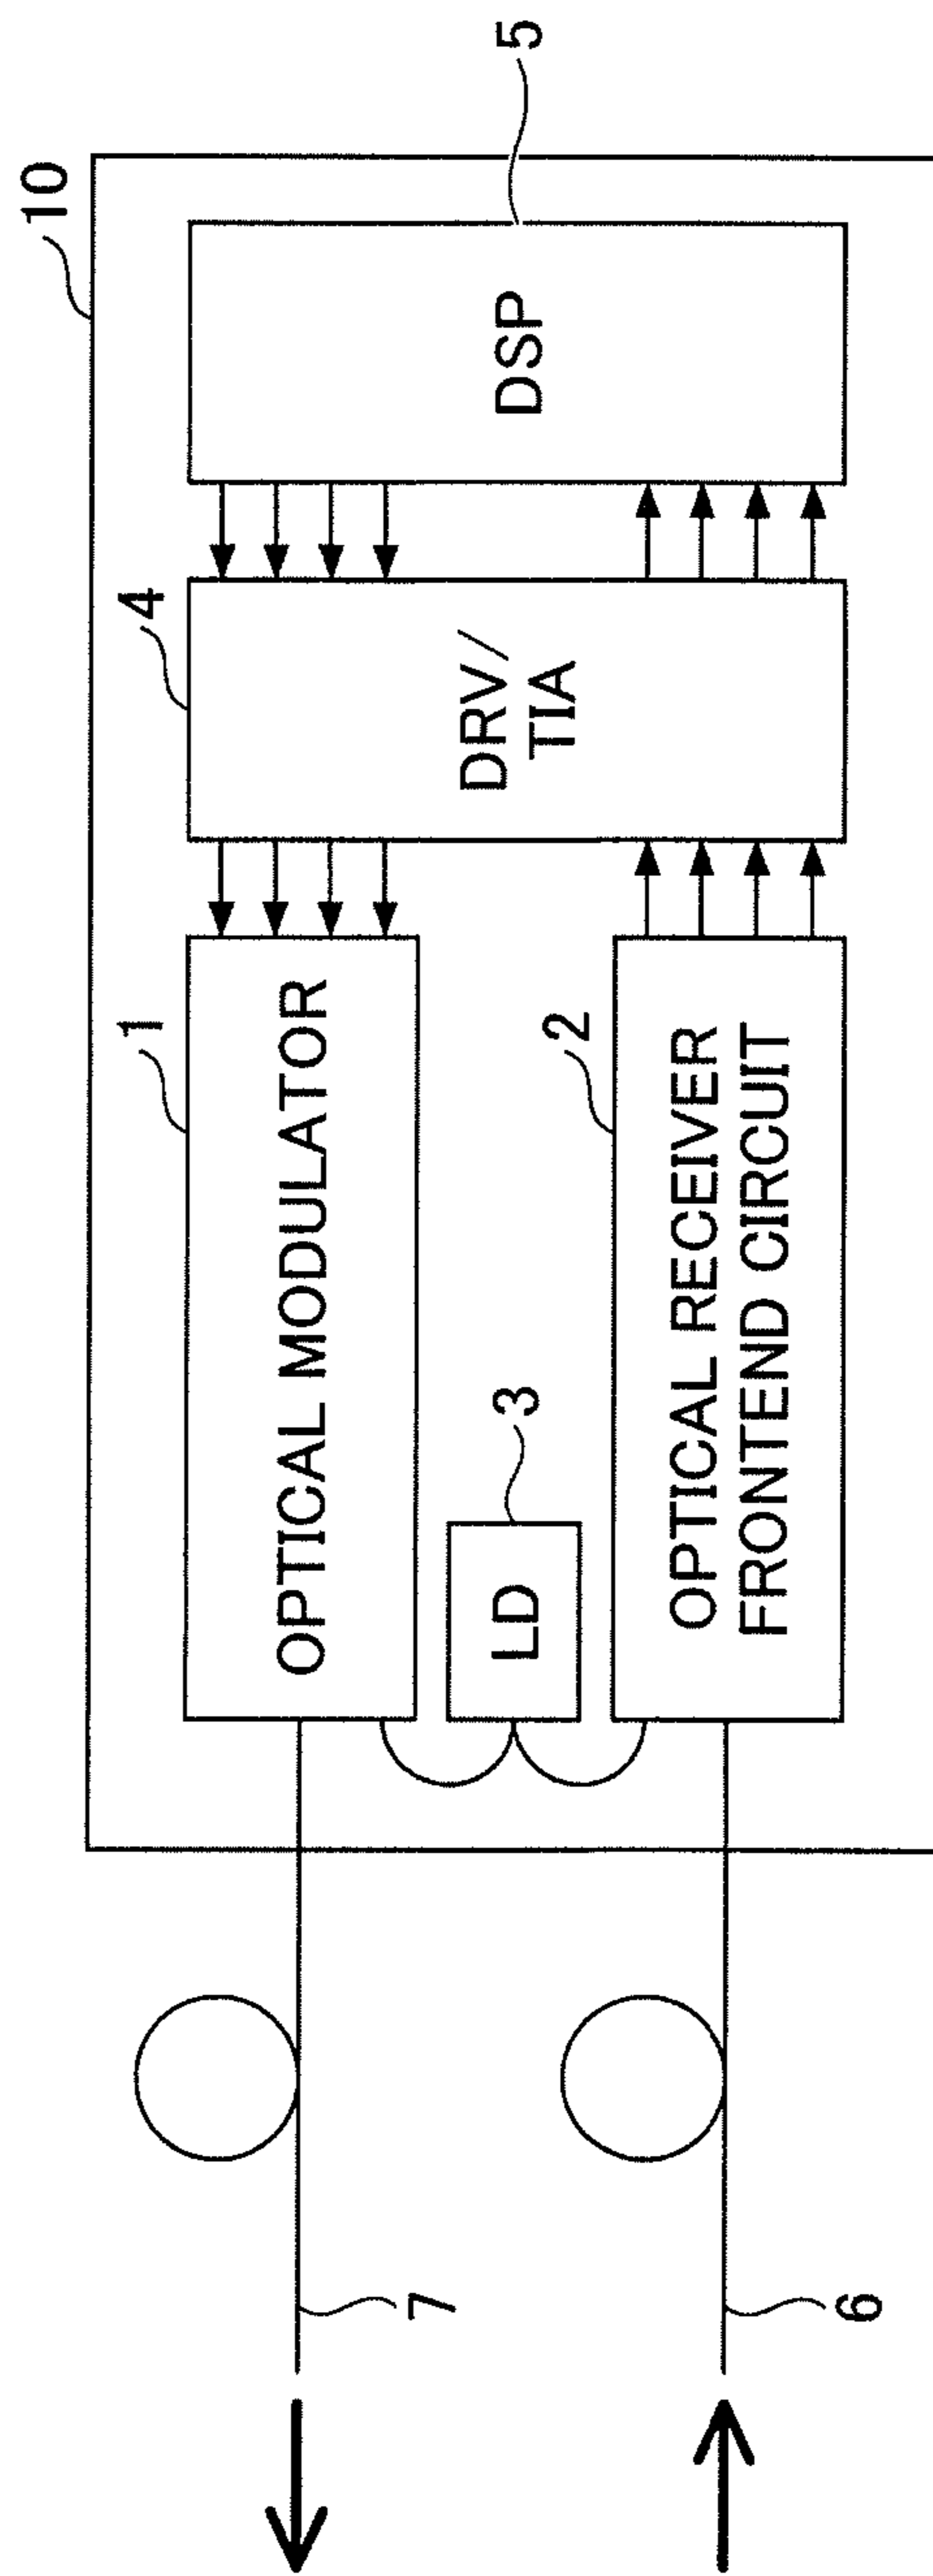 10
1
OPTICAL MODULATOR
4
DRV/
TIA
5
DSP
3
LD
2
OPTICAL RECEIVER
FRONTEND CIRCUIT
7
6